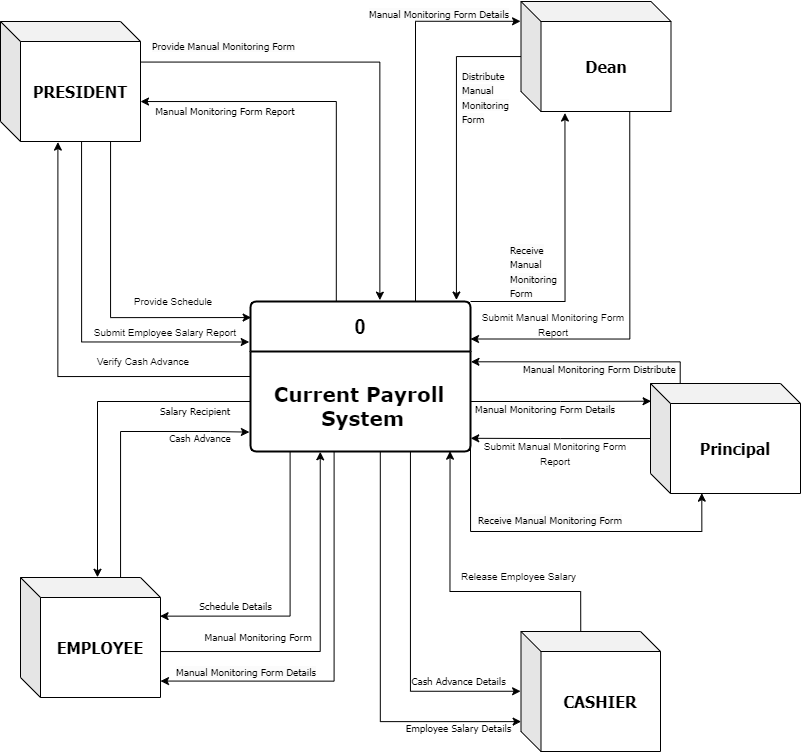 Manual Monitoring Form Details
Provide Manual Monitoring Form
Dean
Distribute
Manual
Monitoring
Form
PRESIDENT
Manual Monitoring Form Report
Receive
Manual
Monitoring
Form
Provide Schedule
Submit Manual Monitoring Form
Report
0
Submit Employee Salary Report
Verify Cash Advance
Manual Monitoring Form Distribute
Current Payroll
System
Salary Recipient
Manual Monitoring Form Details
Cash Advance
Submit Manual Monitoring Form
Report
Principal
Receive Manual Monitoring Form
Release Employee Salary
Schedule Details
Manual Monitoring Form
EMPLOYEE
Manual Monitoring Form Details
Cash Advance Details
CASHIER
Employee Salary Details